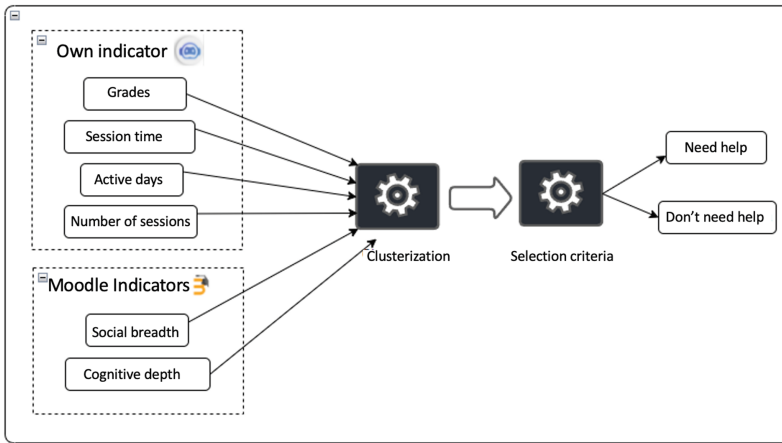 Own indicator
Grades
Session time
Active days
Number of sessions
Moodle Indicators
Social breadth
Cognitive depth
Clusterization
Selection criteria
Need help
Don’t need help